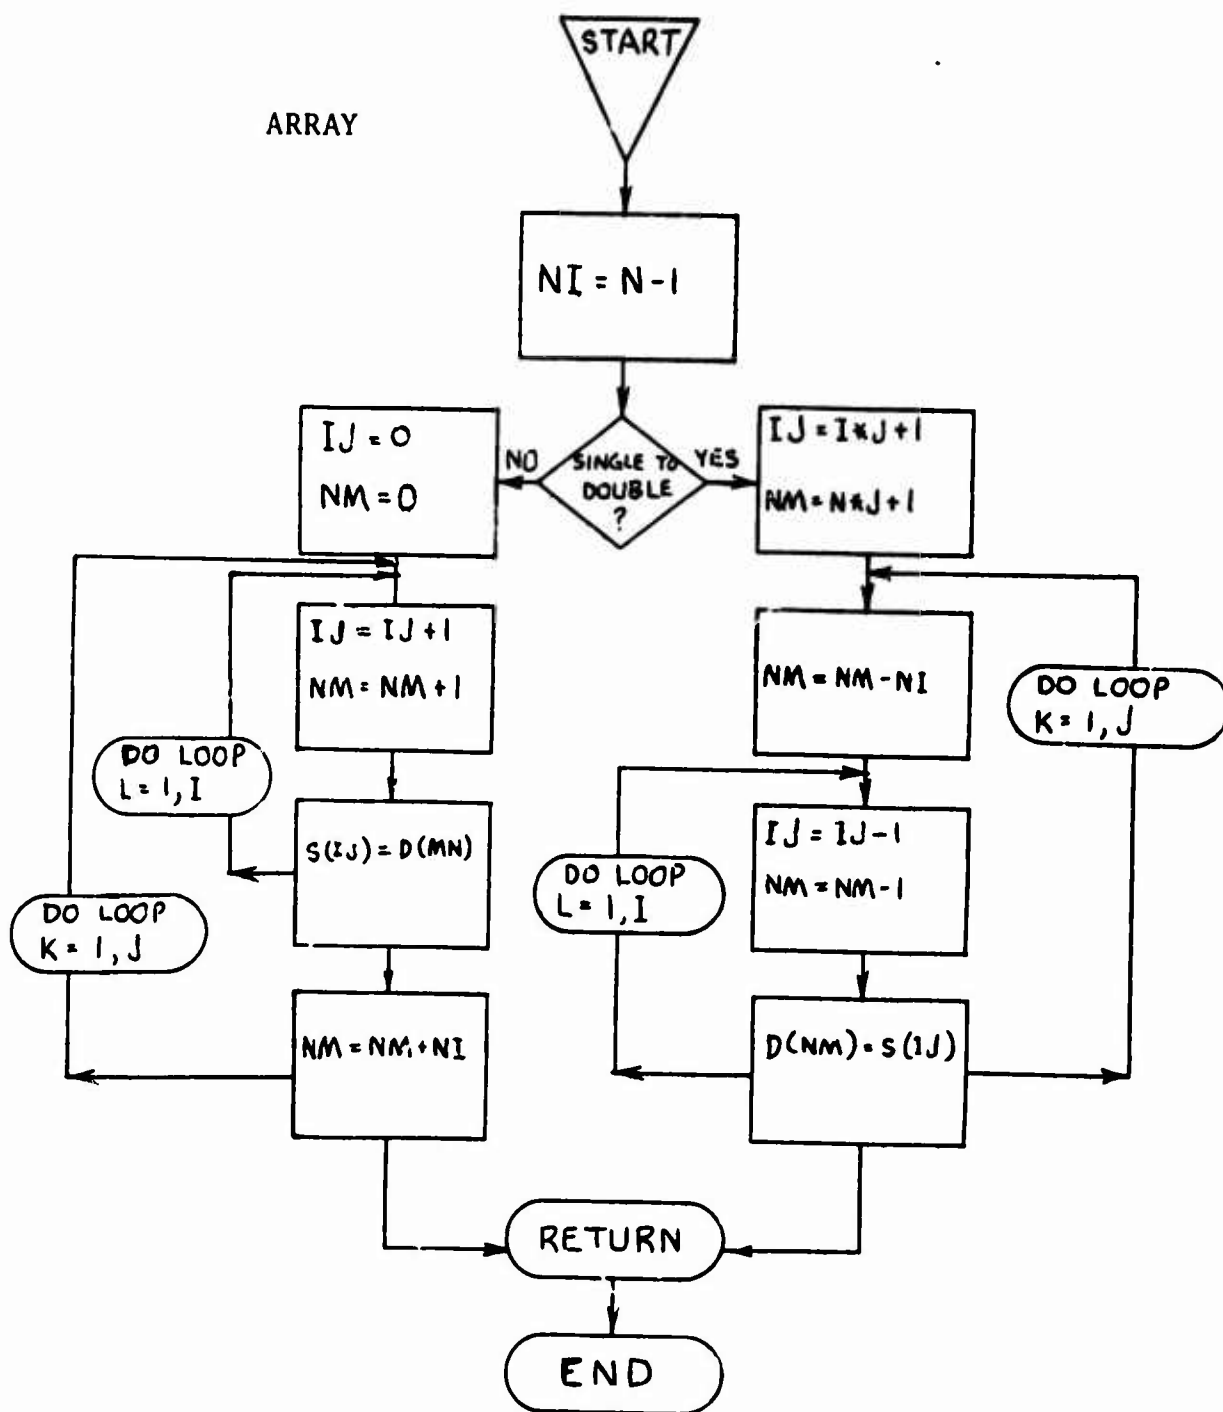 START
ARRAY
NI = N-1
SINGLE TO
DOUBLE
?
NO
YES
IJ = 0
NM = 0
IJ = IJ+1
NM = NM+1
DO LOOP
L = 1, I
S(IJ) = D(MN)
DO LOOP
K = 1, J
NM = NM+NI
IJ = I*J+1
NM = N*J+1
NM = NM-NI
DO LOOP
K = 1, J
IJ = IJ-1
NM = NM-1
DO LOOP
L = 1, I
D(NM) = S(IJ)
RETURN
END